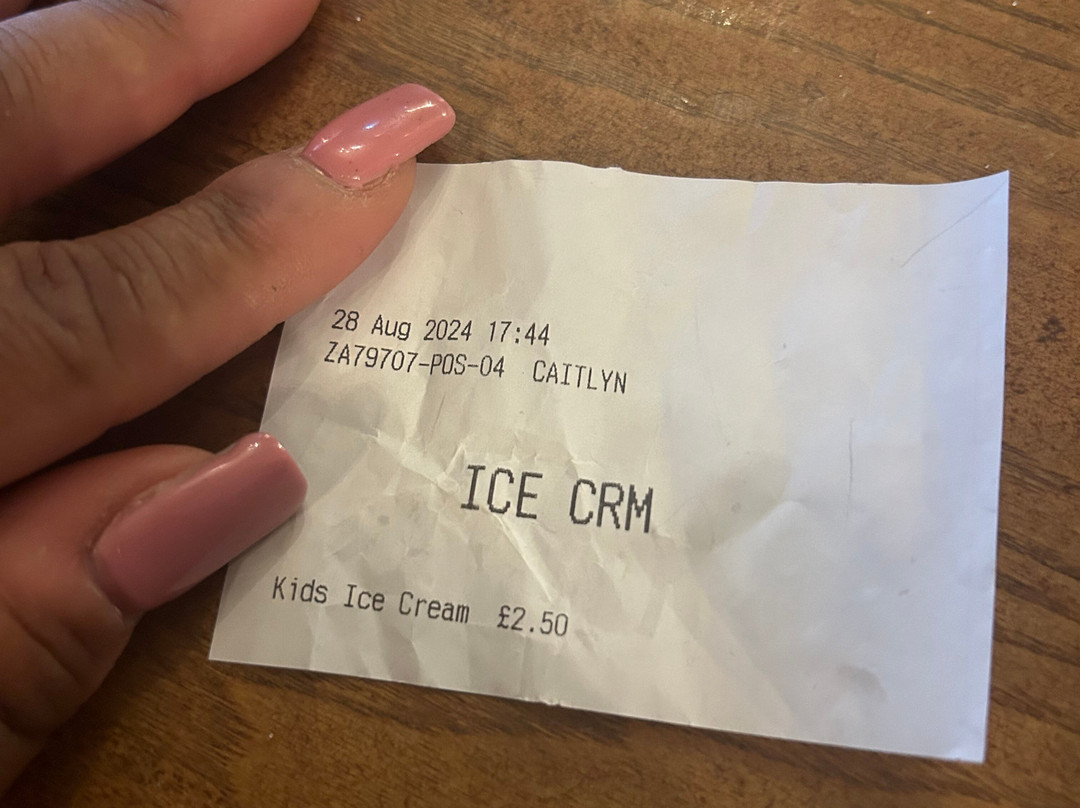 28 Aug 2024 17:44
ZA79707-POS-04 CAITLYN
ICE CRM
Kids Ice Cream £2.50